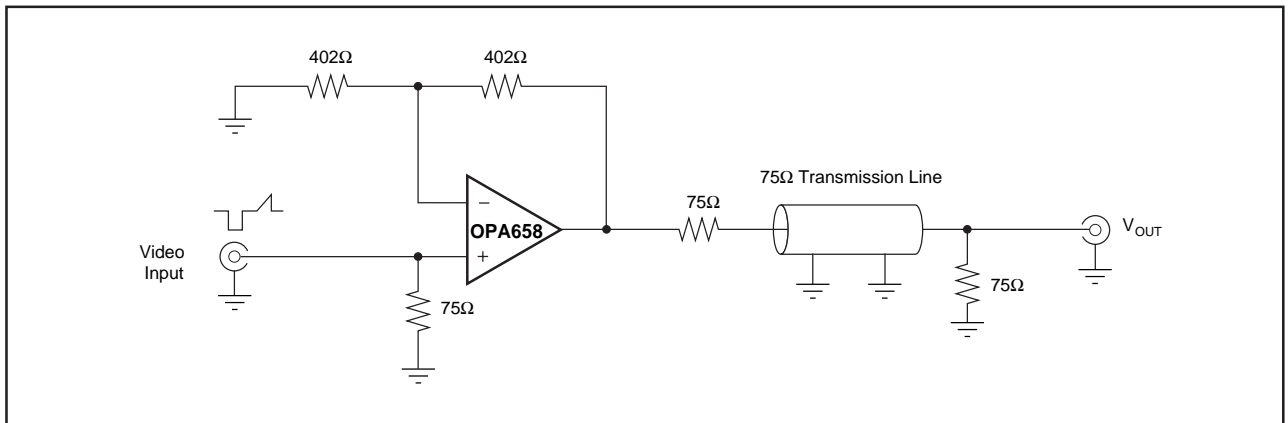 402Ω
402Ω
75Ω Transmission Line
75Ω
−
OPA658
+
Video
Input
75Ω
75Ω
V_OUT